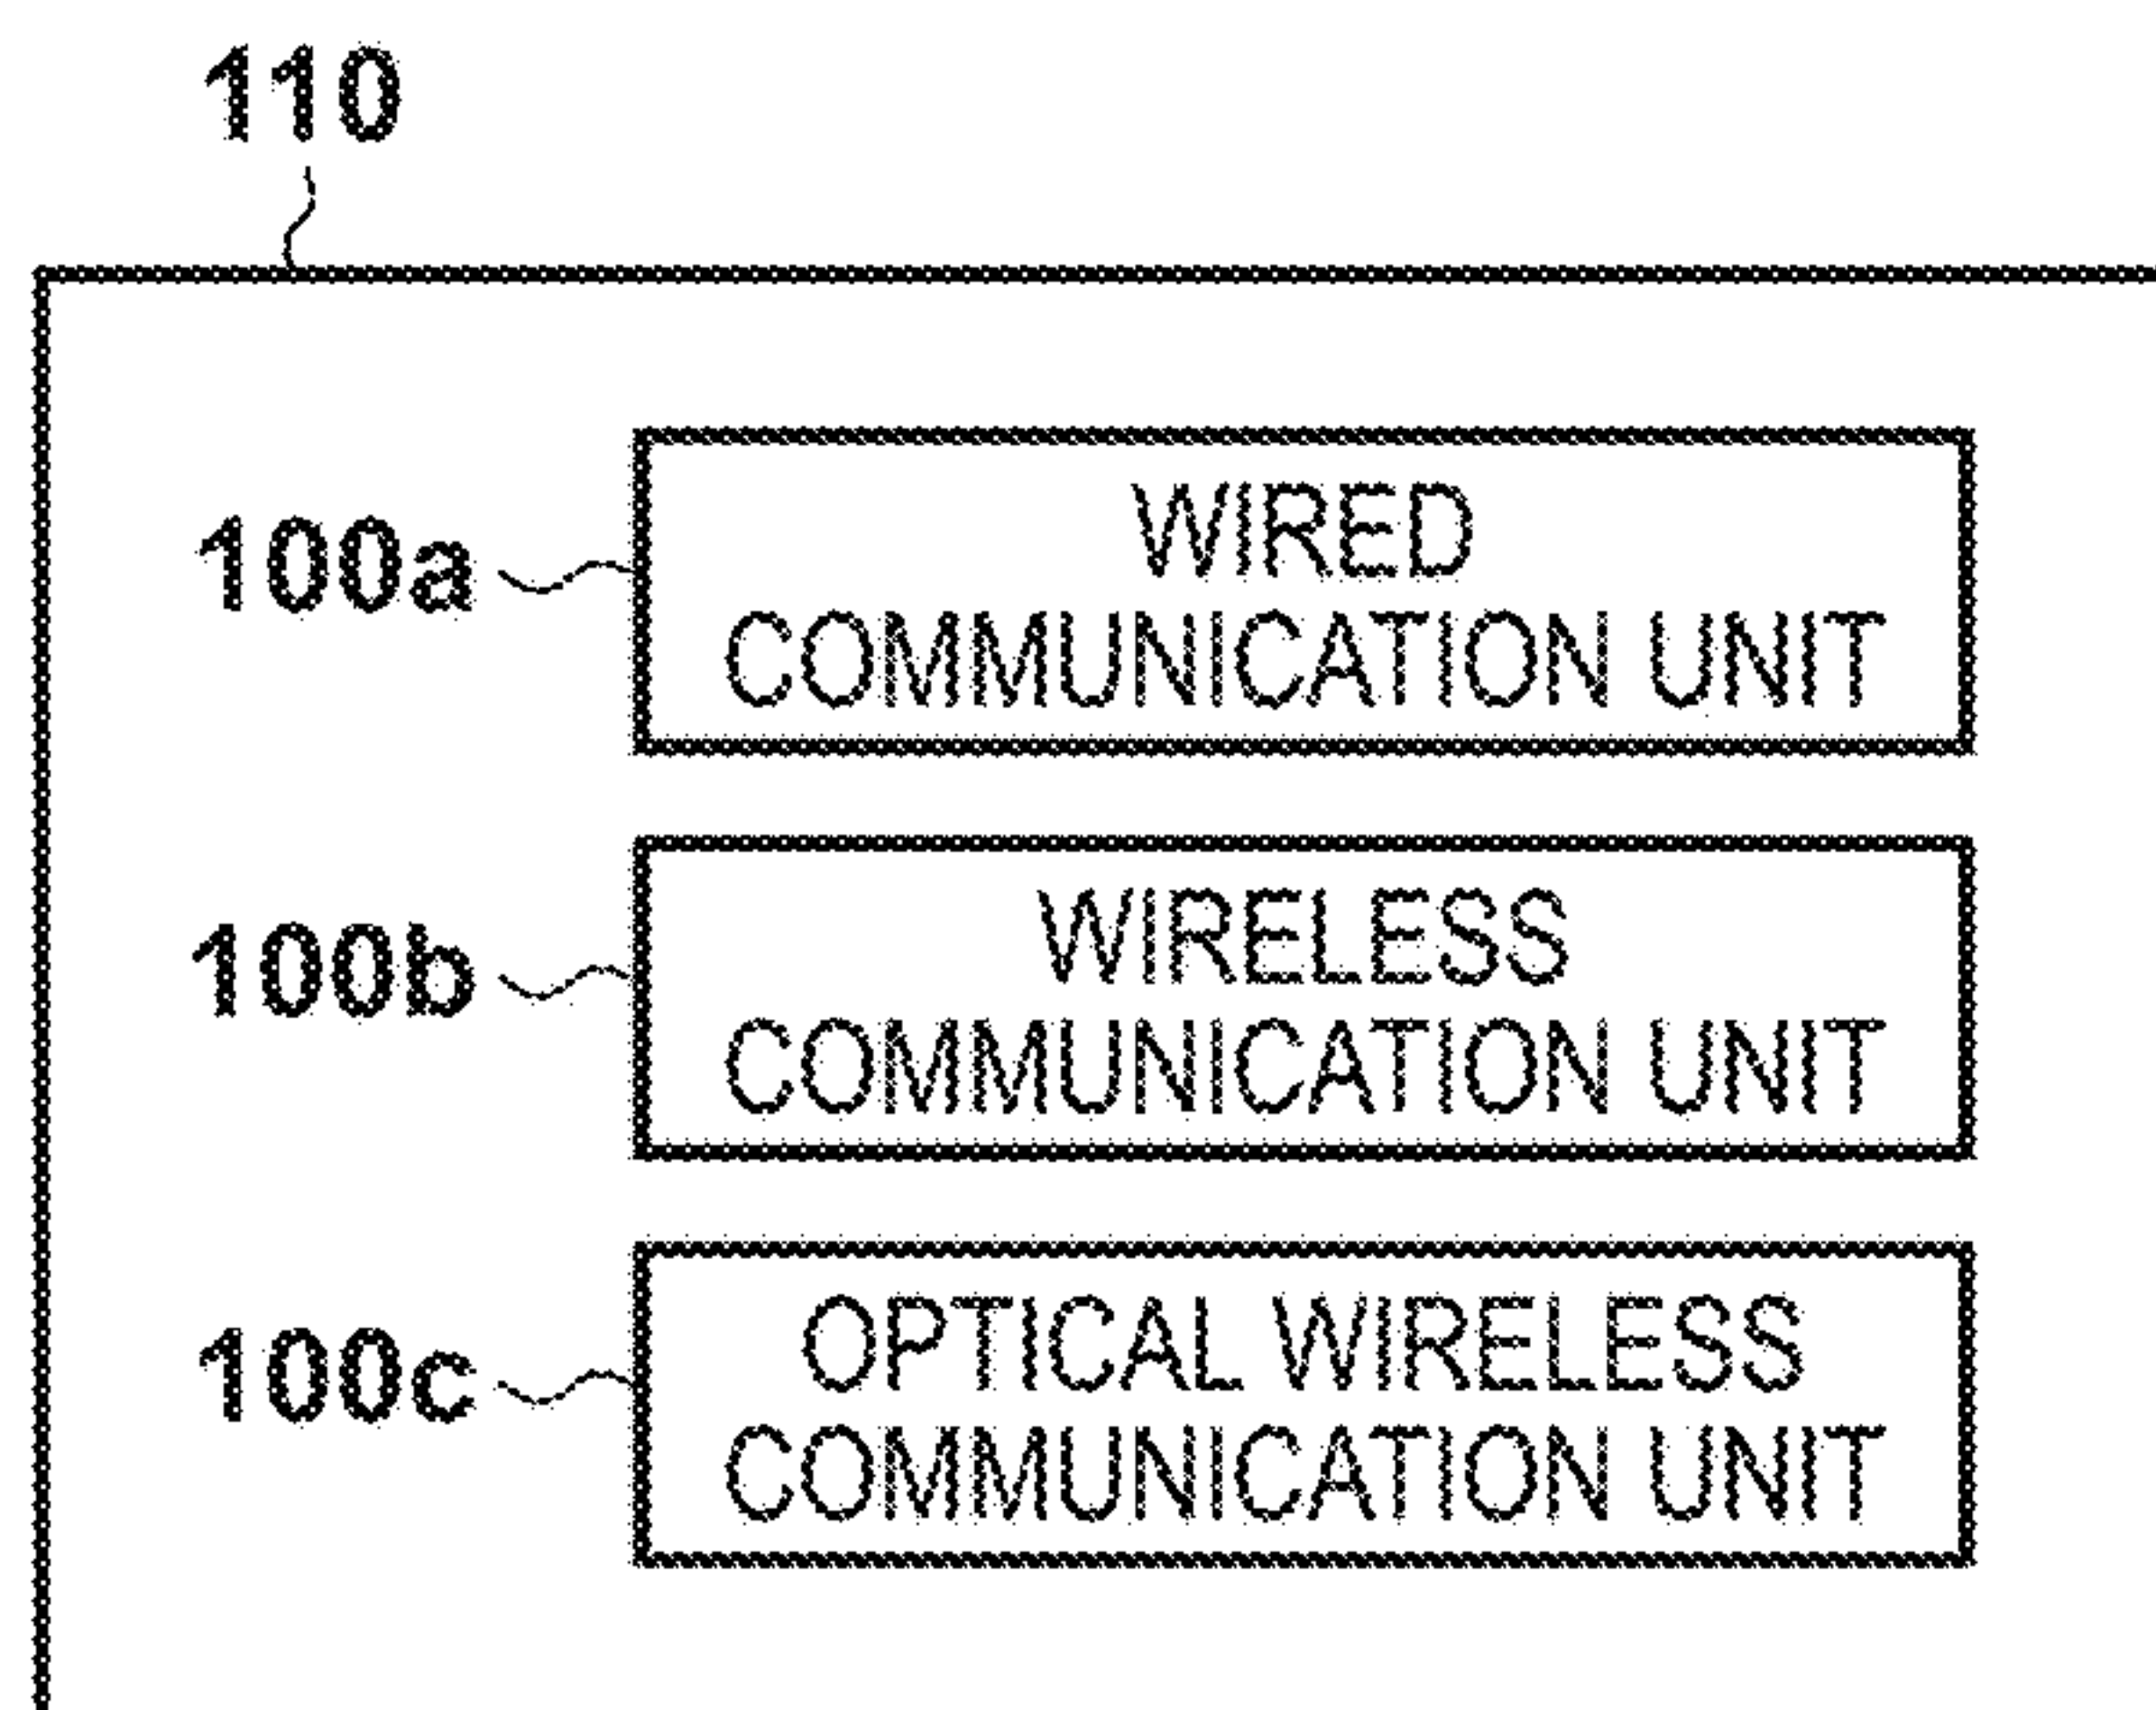 110
100a
WIRED
COMMUNICATION UNIT
100b
WIRELESS
COMMUNICATION UNIT
100c
OPTICAL WIRELESS
COMMUNICATION UNIT